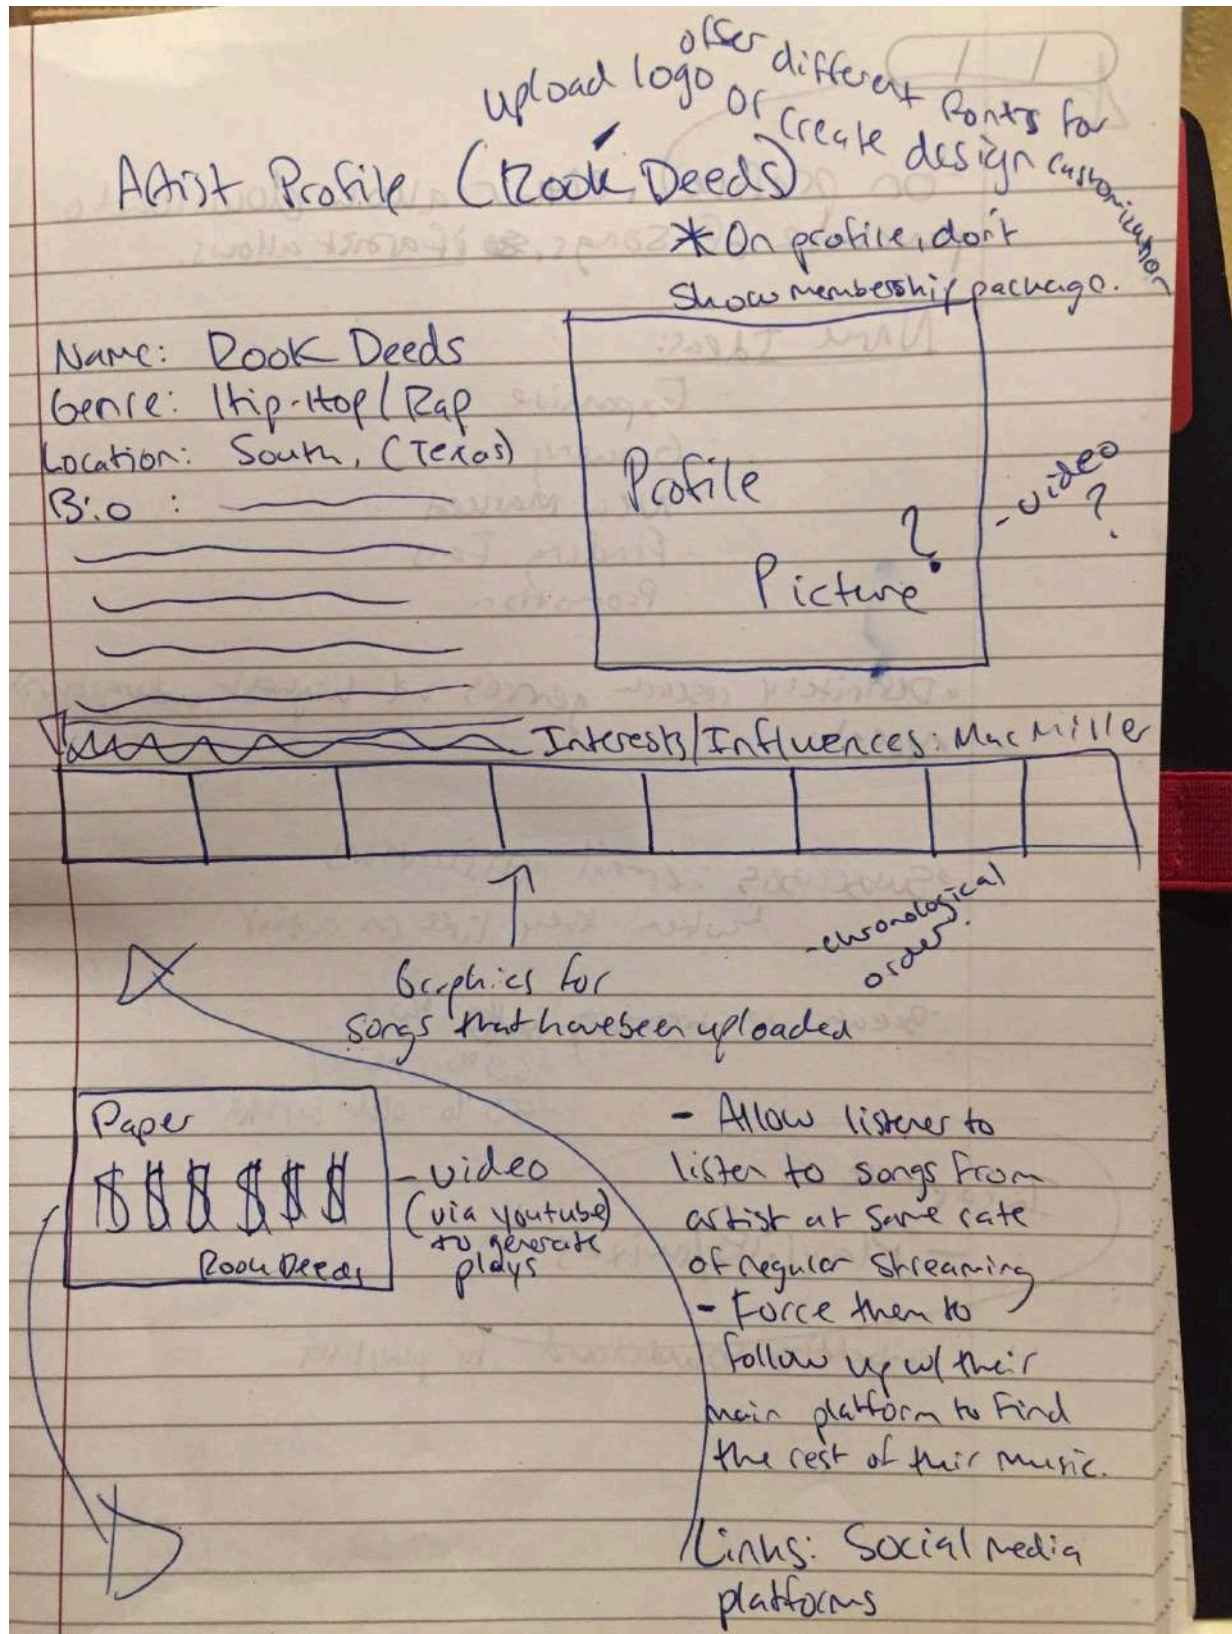 upload logo or create design
offer different fonts for customization
Artist Profile (Rook Deeds)
* On profile, don't
show membership package.
Name: Rook Deeds
Genre: Hip-Hop/Rap
Location: South, (Texas)
Bio:
Profile
Picture?
- video
?
Interests/Influences: Mac Miller
- chronological
order.
Graphics for
songs that have been uploaded
Paper
$ $ $ $ $ $
Rook Deeds
- video
(via youtube)
to generate
plays
- Allow listener to
listen to songs from
artist at same rate
of regular streaming
- Force them to
follow up w/ their
main platform to find
the rest of their music.
Links: Social media
platforms